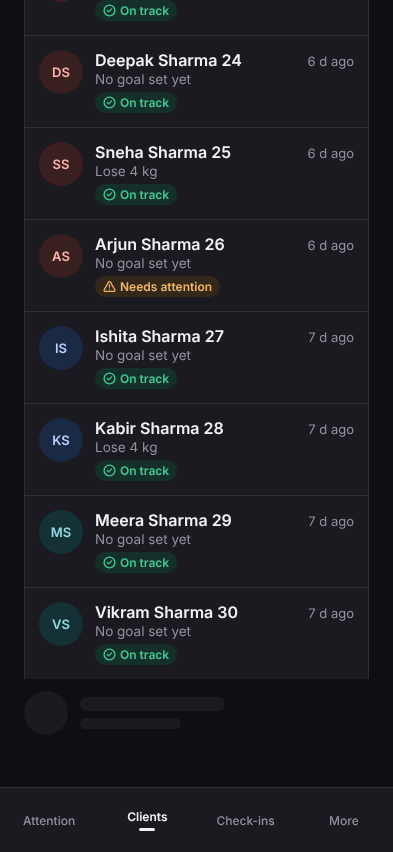 On track
DS
Deepak Sharma 24
6 d ago
No goal set yet
On track
SS
Sneha Sharma 25
6 d ago
Lose 4 kg
On track
AS
Arjun Sharma 26
6 d ago
No goal set yet
Needs attention
IS
Ishita Sharma 27
7 d ago
No goal set yet
On track
KS
Kabir Sharma 28
7 d ago
Lose 4 kg
On track
MS
Meera Sharma 29
7 d ago
No goal set yet
On track
VS
Vikram Sharma 30
7 d ago
No goal set yet
On track
Attention Clients Check-ins More